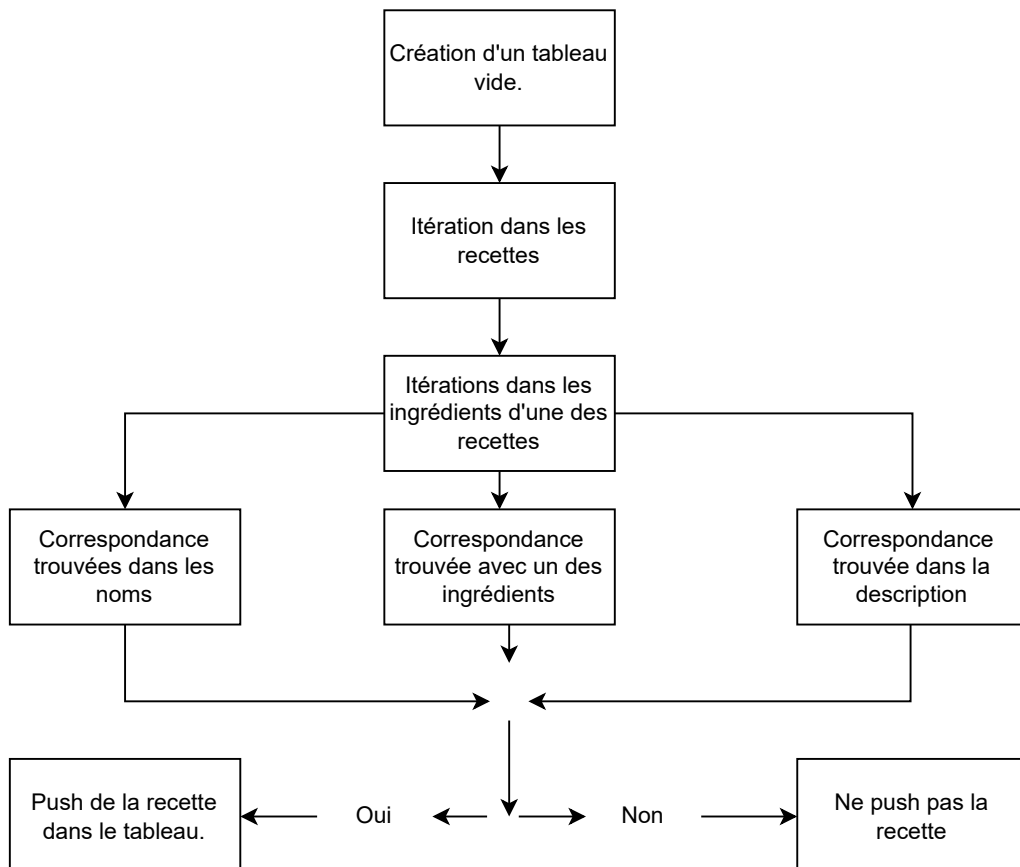 Création d'un tableau
vide.
Itération dans les
recettes
Itérations dans les
ingrédients d'une des
recettes
Correspondance
trouvées dans les
noms
Correspondance
trouvée avec un des
ingrédients
Correspondance
trouvée dans la
description
Push de la recette
dans le tableau.
Oui
Non
Ne push pas la
recette